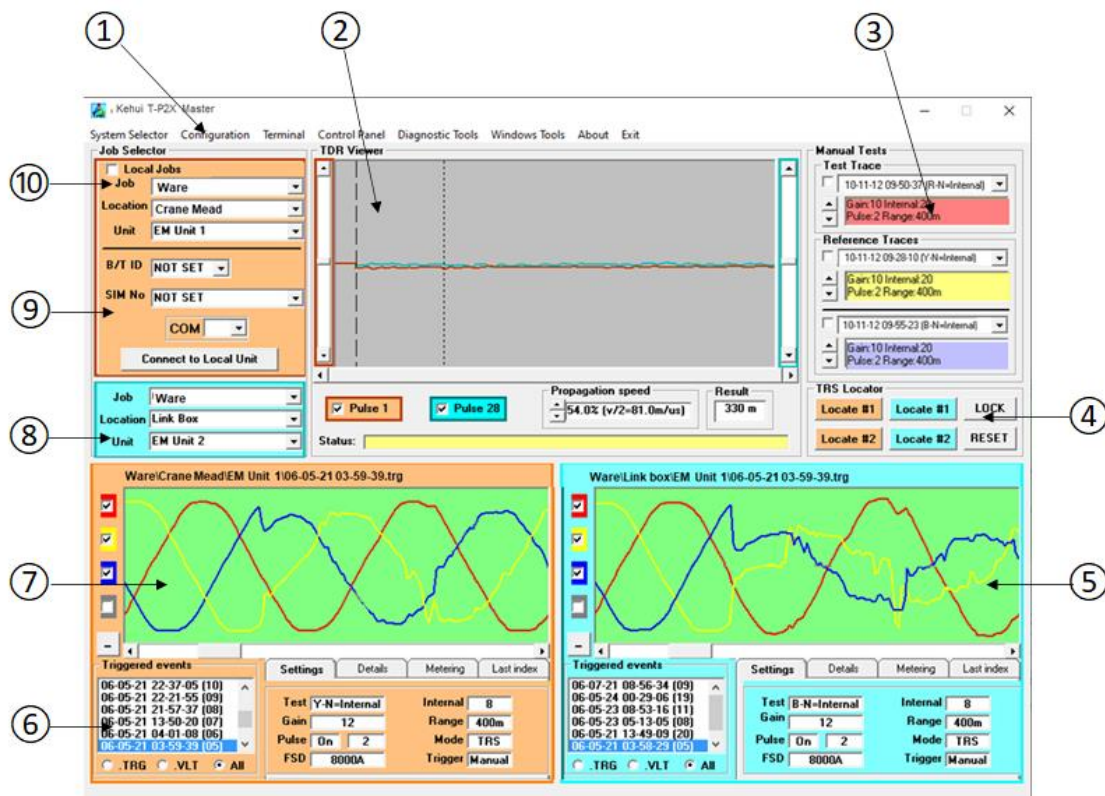 ① ② ③
Kehui T-P2X Master
System Selector Configuration Terminal Control Panel Diagnostic Tools Windows Tools About Exit
Job Selector
Local Jobs
⑩
Job Ware
Location Crane Mead
Unit EM Unit 1
B/T ID NOT SET
SIM No NOT SET
⑨
COM
Connect to Local Unit
Job Ware
Location Link Box
⑧
Unit EM Unit 2
TDR Viewer
Pulse 1
Pulse 28
Propagation speed
54.0% (v/2=81.0m/us)
Result
330 m
Status:
Manual Tests
Test Trace
10-11-12 09-50-37 (R-N=Internal)
Gain:10 Internal:20
Pulse:2 Range:400m
Reference Traces
10-11-12 09-28-10 (Y-N=Internal)
Gain:10 Internal:20
Pulse:2 Range:400m
10-11-12 09-55-23 (B-N=Internal)
Gain:10 Internal:20
Pulse:2 Range:400m
TRS Locator
Locate #1 Locate #1 LOCK
④
Locate #2 Locate #2 RESET
Ware\Crane Mead\EM Unit 1\06-05-21 03-59-39.trg
⑦
Triggered events
06-05-21 22-37-05 (10)
06-05-21 22-21-55 (09)
06-05-21 21-57-37 (08)
06-05-21 13-50-20 (07)
06-05-21 04-01-08 (06)
06-05-21 03-59-39 (05)
⑥
.TRG .VLT All
Settings Details Metering Last index
Test Y-N=Internal Internal 8
Gain 12 Range 400m
Pulse On 2 Mode TRS
FSD 8000A Trigger Manual
Ware\Link box\EM Unit 1\06-05-21 03-59-39.trg
⑤
Triggered events
06-07-21 08-56-34 (09)
06-05-24 00-29-06 (19)
06-05-23 08-53-16 (11)
06-05-23 05-13-05 (08)
06-05-21 13-49-09 (20)
06-05-21 03-58-29 (05)
.TRG .VLT All
Settings Details Metering Last index
Test B-N=Internal Internal 8
Gain 12 Range 400m
Pulse On 2 Mode TRS
FSD 8000A Trigger Manual